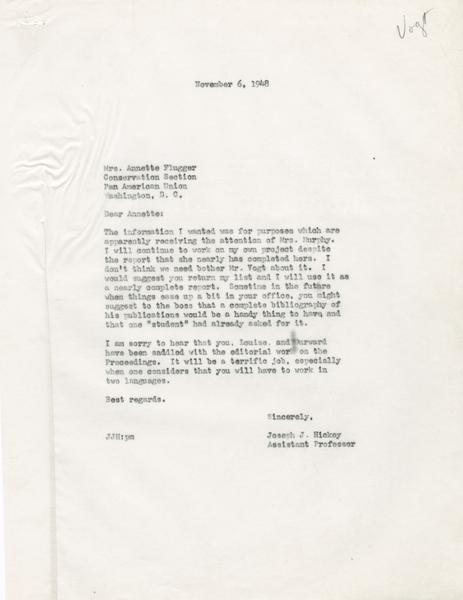 Vogt
November 6, 1948
Mrs. Annette Flugger
Conservation Section
Pan American Union
Washington, D. C.
Dear Annette:
The information I wanted was for purposes which are
apparently receiving the attention of Mrs. Murphy.
I will continue to work on my own project despite
the report that she nearly has completed hers. I
don't think we need bother Mr. Vogt about it. I
would suggest you return my list and I will use it as
a nearly complete report. Sometime in the future
when things ease up a bit in your office, you might
suggest to the boss that a complete bibliography of
his publications would be a handy thing to have and
that one "student" had already asked for it.
I am sorry to hear that you, Louise, and Durward
have been saddled with the editorial work on the
Proceedings. It will be a terrific job, especially
when one considers that you will have to work in
two languages.
Best regards.
Sincerely,
JJH:pm
Joseph J. Hickey
Assistant Professor